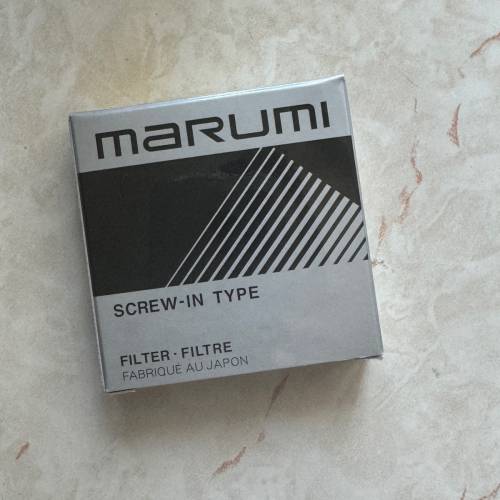 marumi
SCREW-IN TYPE
FILTER · FILTRE
FABRIQUÉ AU JAPON